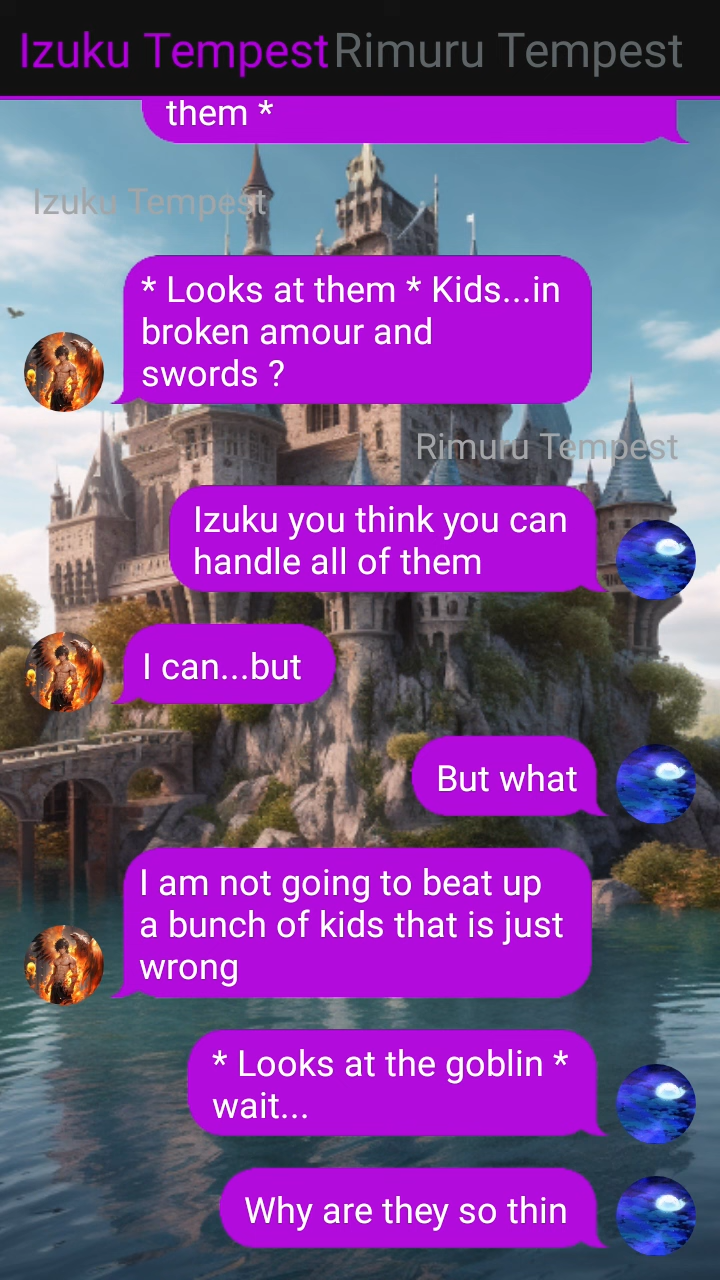 Izuku Tempest Rimuru Tempest
them *
Izuku Tempest
* Looks at them * Kids...in
broken amour and
swords ?
Rimuru Tempest
Izuku you think you can
handle all of them
I can...but
But what
I am not going to beat up
a bunch of kids that is just
wrong
* Looks at the goblin *
wait...
Why are they so thin